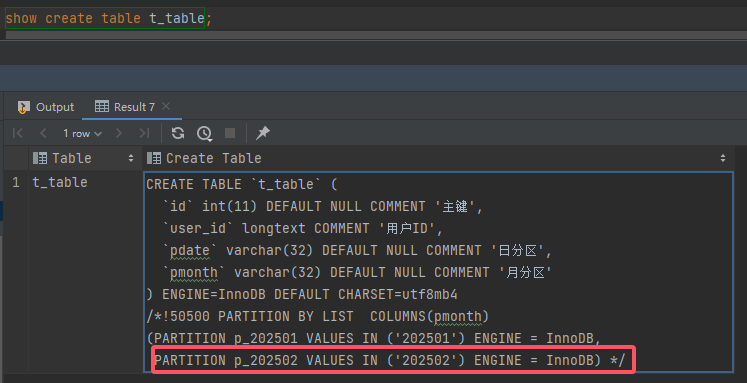 show create table t_table;
Output
Result 7
1 row
Table
Create Table
1
t_table
CREATE TABLE `t_table` (
`id` int(11) DEFAULT NULL COMMENT '主键',
`user_id` longtext COMMENT '用户ID',
`pdate` varchar(32) DEFAULT NULL COMMENT '日分区',
`pmonth` varchar(32) DEFAULT NULL COMMENT '月分区'
) ENGINE=InnoDB DEFAULT CHARSET=utf8mb4
/*!50500 PARTITION BY LIST  COLUMNS(pmonth)
(PARTITION p_202501 VALUES IN ('202501') ENGINE = InnoDB,
PARTITION p_202502 VALUES IN ('202502') ENGINE = InnoDB) */